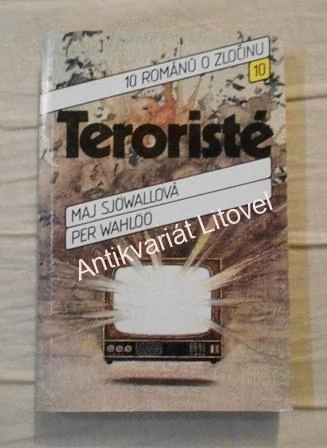 10 ROMÁNŮ O ZLOČINU
10
Teroristé
MAJ SJÖWALLOVÁ
PER WAHLÖÖ
Antikvariát Litovel